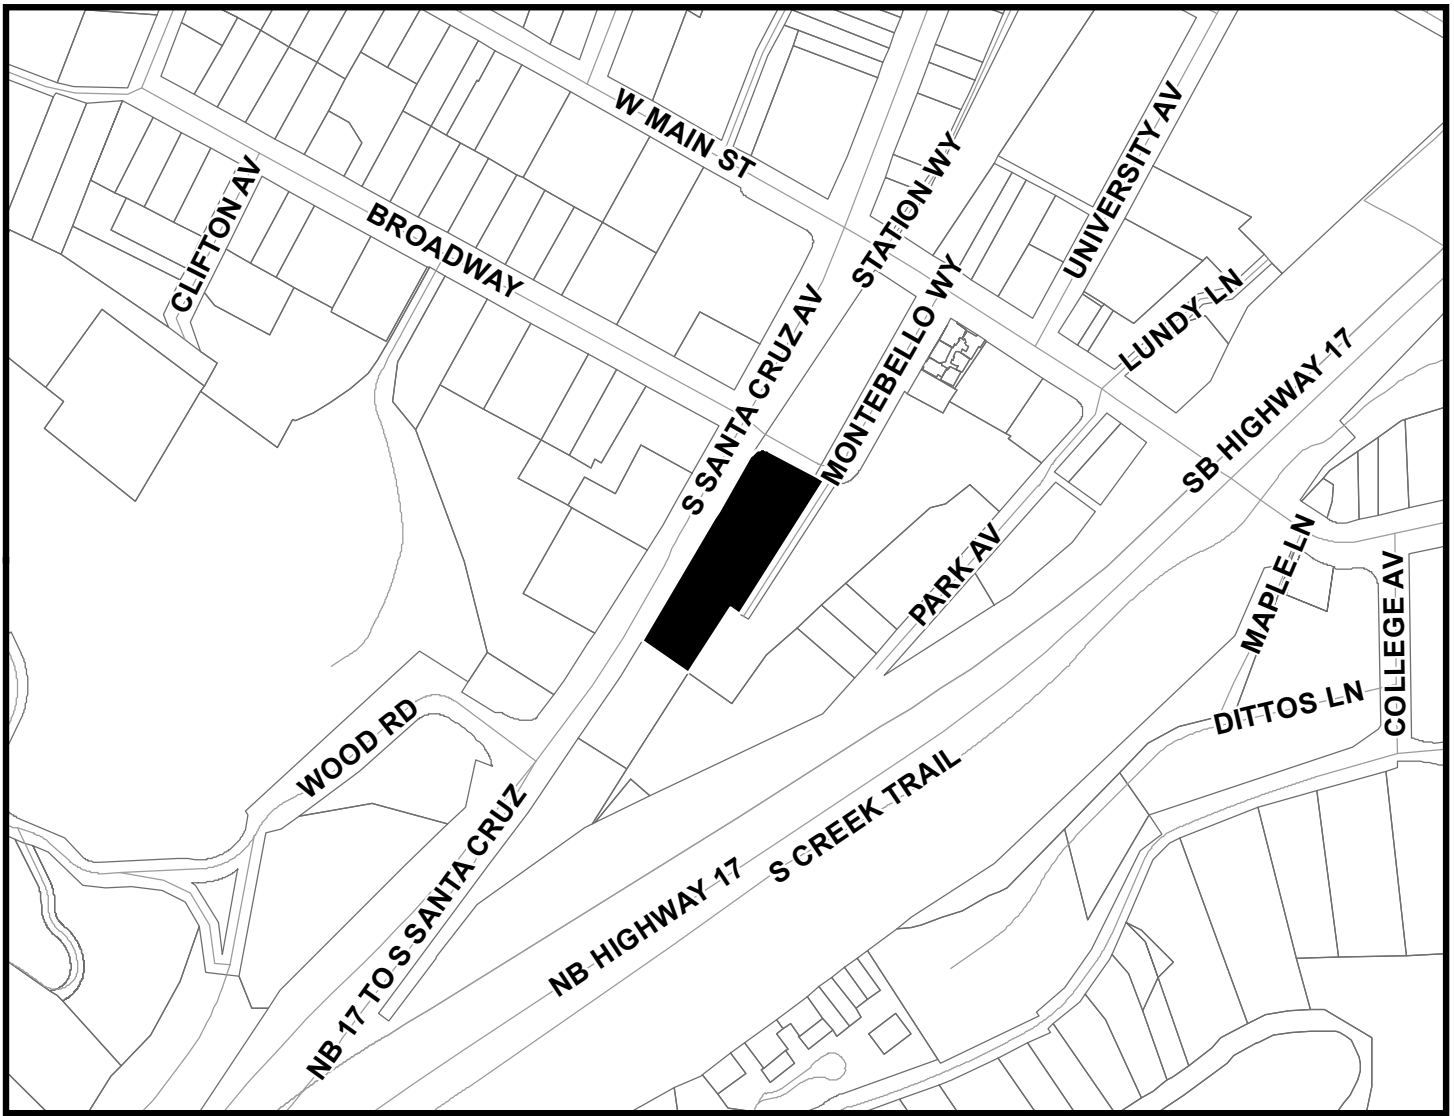 W MAIN ST
UNIVERSITY AV
STATION WY
CLIFTON AV
BROADWAY
MONTEBELLO WY
LUNDY LN
S SANTA CRUZ AV
SB HIGHWAY 17
PARK AV
MAPLE LN
COLLEGE AV
DITTOS LN
WOOD RD
S CREEK TRAIL
NB HIGHWAY 17
NB 17 TO S SANTA CRUZ